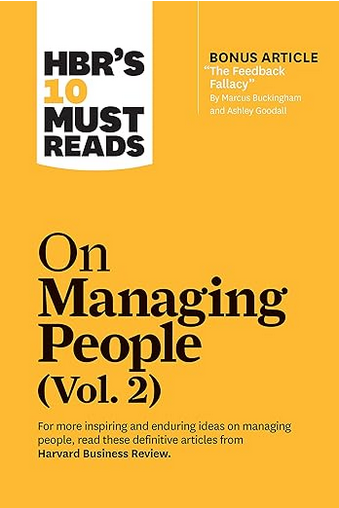 HBR'S
10
MUST
READS
BONUS ARTICLE
“The Feedback
Fallacy”
By Marcus Buckingham
and Ashley Goodall
On
Managing
People
(Vol. 2)
For more inspiring and enduring ideas on managing
people, read these definitive articles from
Harvard Business Review.